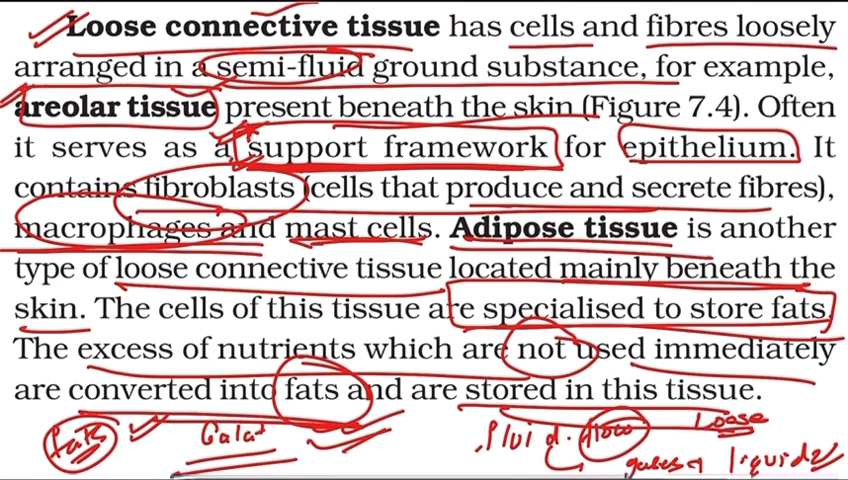 Loose connective tissue has cells and fibres loosely
arranged in a semi-fluid ground substance, for example,
areolar tissue present beneath the skin (Figure 7.4). Often
it serves as a support framework for epithelium. It
contains fibroblasts (cells that produce and secrete fibres),
macrophages and mast cells. Adipose tissue is another
type of loose connective tissue located mainly beneath the
skin. The cells of this tissue are specialised to store fats.
The excess of nutrients which are not used immediately
are converted into fats and are stored in this tissue.
fats Galat fluid. flow Loose
gases liquids